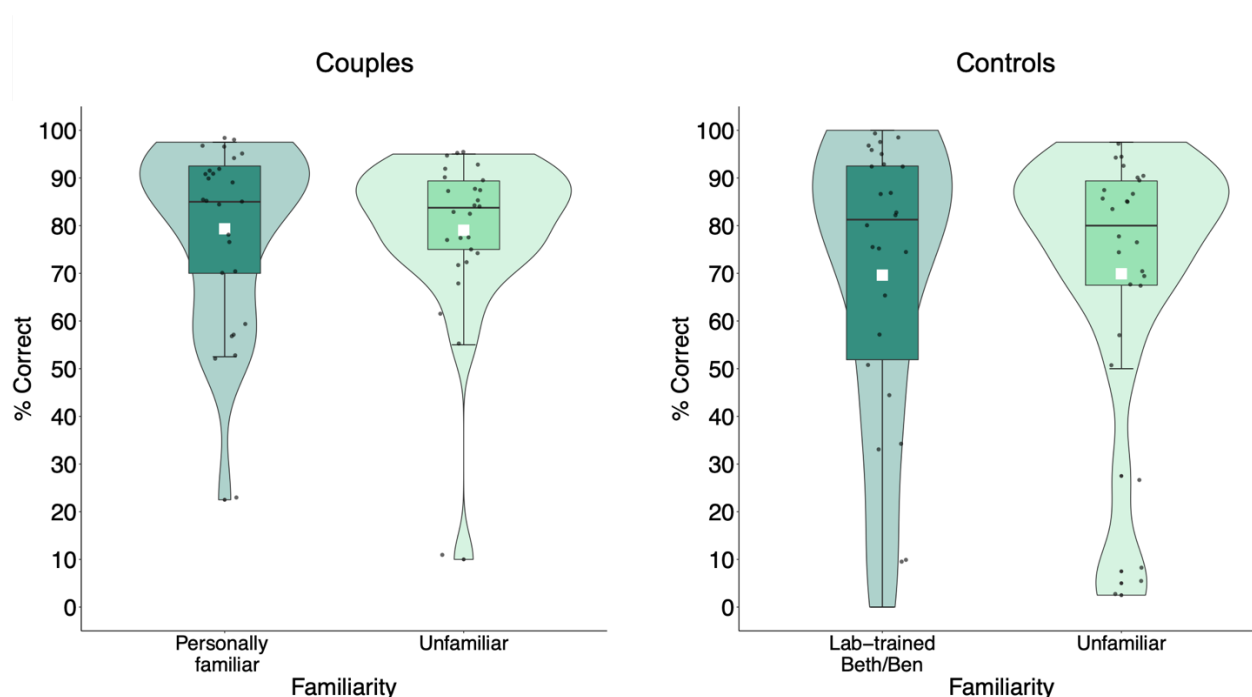 Couples
% Correct
100
90
80
70
60
50
40
30
20
10
0
Personally
familiar
Unfamiliar
Familiarity
Controls
% Correct
100
90
80
70
60
50
40
30
20
10
0
Lab−trained
Beth/Ben
Unfamiliar
Familiarity